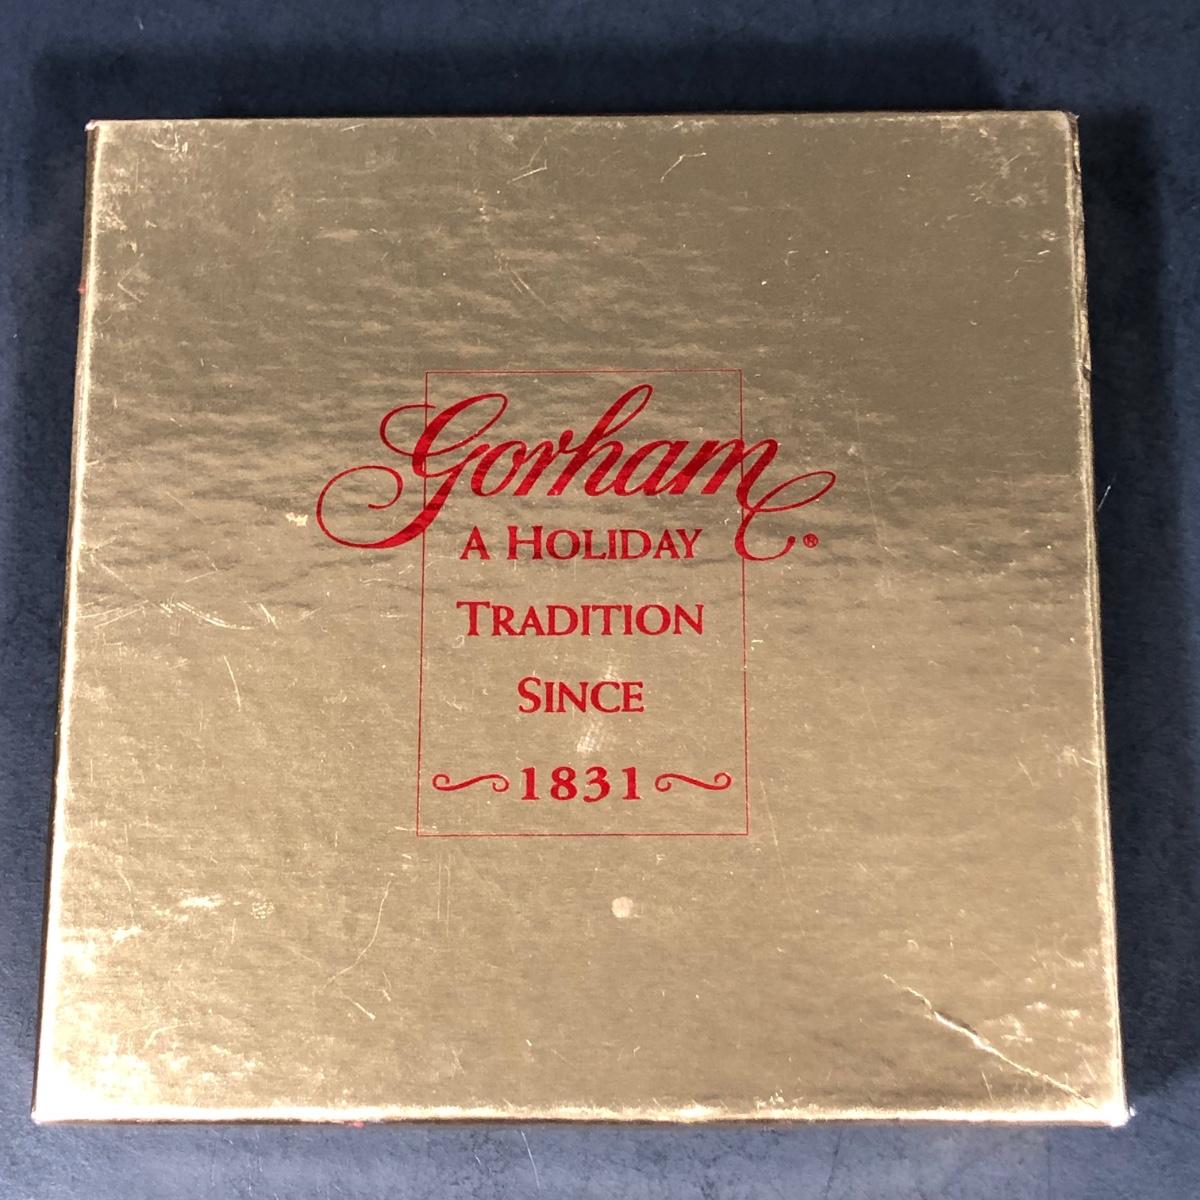 Gorham®
A HOLIDAY
TRADITION
SINCE
1831